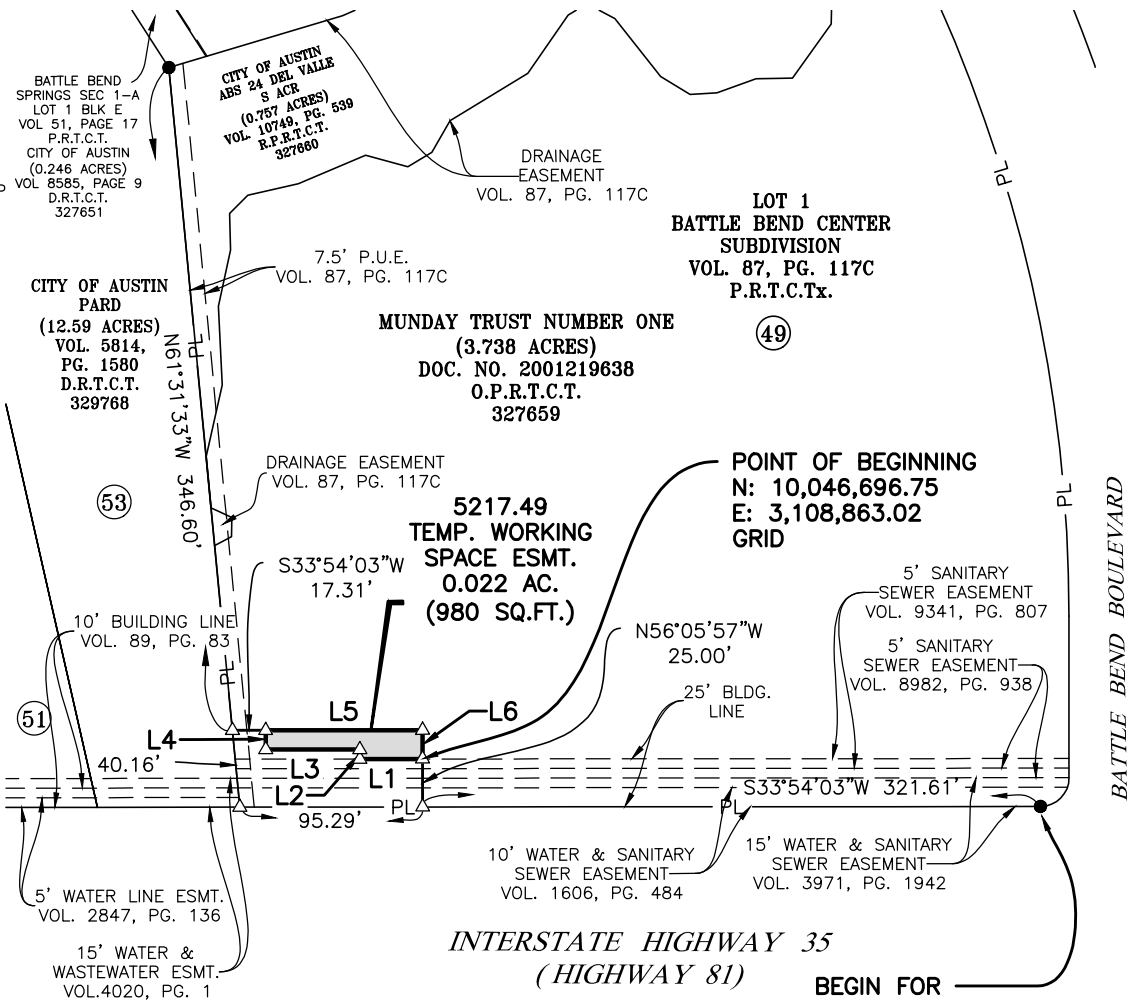 BATTLE BEND
SPRINGS SEC 1-A
LOT 1 BLK E
VOL 51, PAGE 17
P.R.T.C.T.
CITY OF AUSTIN
(0.246 ACRES)
VOL 8585, PAGE 9
D.R.T.C.T.
327651
CITY OF AUSTIN
ABS 24 DEL VALLE
S ACR
(0.757 ACRES)
VOL. 10749, PG. 539
R.P.R.T.C.T.
327660
DRAINAGE
EASEMENT
VOL. 87, PG. 117C
LOT 1
BATTLE BEND CENTER
SUBDIVISION
VOL. 87, PG. 117C
P.R.T.C.Tx.
49
PL
7.5' P.U.E.
VOL. 87, PG. 117C
CITY OF AUSTIN
PARD
(12.59 ACRES)
VOL. 5814,
PG. 1580
D.R.T.C.T.
329768
PL
N61°31'33"W 346.60'
MUNDAY TRUST NUMBER ONE
(3.738 ACRES)
DOC. NO. 2001219638
O.P.R.T.C.T.
327659
53
DRAINAGE EASEMENT
VOL. 87, PG. 117C
5217.49
TEMP. WORKING
SPACE ESMT.
0.022 AC.
(980 SQ.FT.)
POINT OF BEGINNING
N: 10,046,696.75
E: 3,108,863.02
GRID
PL
BATTLE BEND BOULEVARD
S33°54'03"W
17.31'
10' BUILDING LINE
VOL. 89, PG. 83
PL
N56°05'57"W
25.00'
5' SANITARY
SEWER EASEMENT
VOL. 9341, PG. 807
5' SANITARY
SEWER EASEMENT
VOL. 8982, PG. 938
25' BLDG.
LINE
51
L5
L6
L4
L3
L1
L2
40.16'
95.29'
PL
PL
S33°54'03"W 321.61'
5' WATER LINE ESMT.
VOL. 2847, PG. 136
15' WATER &
WASTEWATER ESMT.
VOL.4020, PG. 1
10' WATER & SANITARY
SEWER EASEMENT
VOL. 1606, PG. 484
15' WATER & SANITARY
SEWER EASEMENT
VOL. 3971, PG. 1942
INTERSTATE HIGHWAY 35
(HIGHWAY 81)
BEGIN FOR